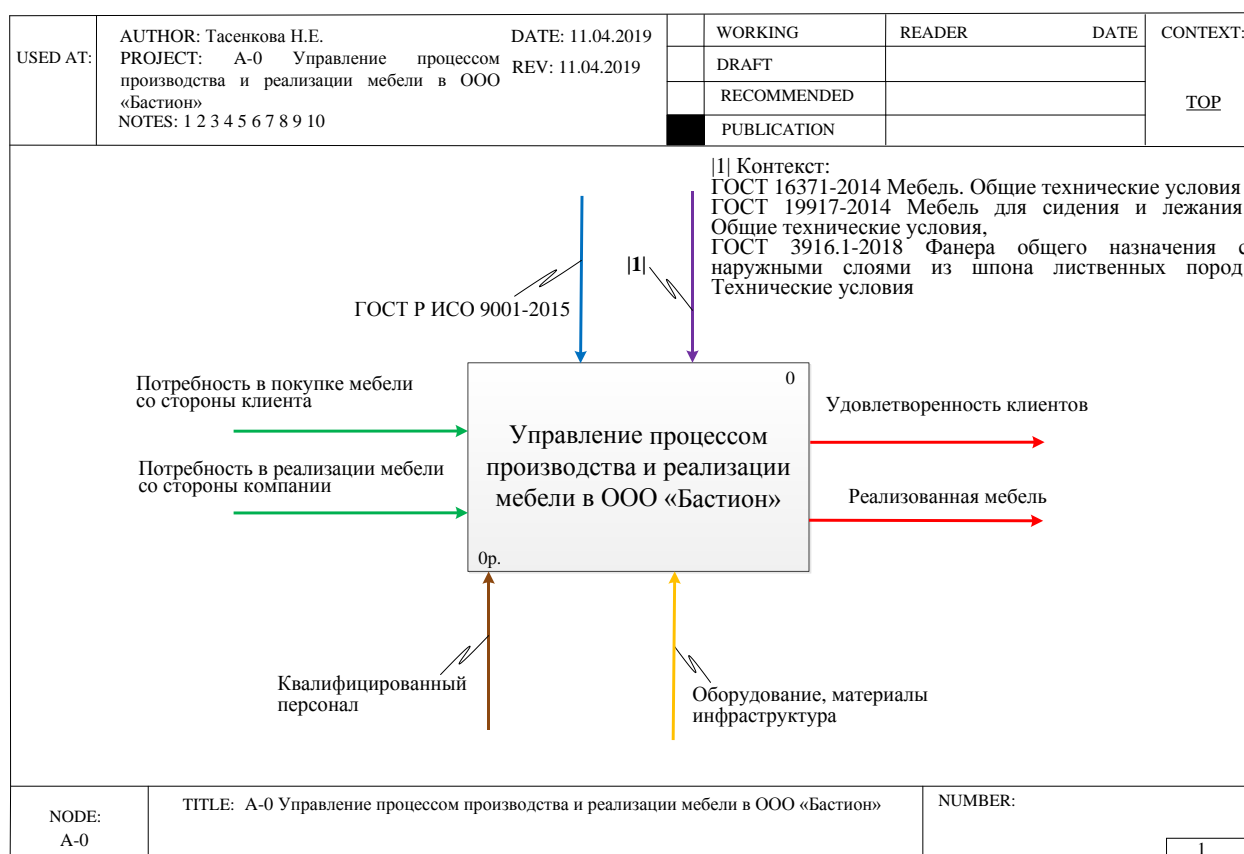 USED AT:
AUTHOR: Тасенкова Н.Е.
DATE: 11.04.2019
PROJECT: А-0 Управление процессом
производства и реализации мебели в ООО
«Бастион»
REV: 11.04.2019
NOTES: 1 2 3 4 5 6 7 8 9 10
WORKING
DRAFT
RECOMMENDED
PUBLICATION
READER
DATE
CONTEXT:
TOP
|1| Контекст:
ГОСТ 16371-2014 Мебель. Общие технические условия
ГОСТ 19917-2014 Мебель для сидения и лежания
Общие технические условия,
ГОСТ 3916.1-2018 Фанера общего назначения с
наружными слоями из шпона лиственных пород
Технические условия
|1|
ГОСТ Р ИСО 9001-2015
Потребность в покупке мебели
со стороны клиента
Потребность в реализации мебели
со стороны компании
0
Управление процессом
производства и реализации
мебели в ООО «Бастион»
0р.
Удовлетворенность клиентов
Реализованная мебель
Квалифицированный
персонал
Оборудование, материалы
инфраструктура
NODE:
А-0
TITLE: А-0 Управление процессом производства и реализации мебели в ООО «Бастион»
NUMBER:
1